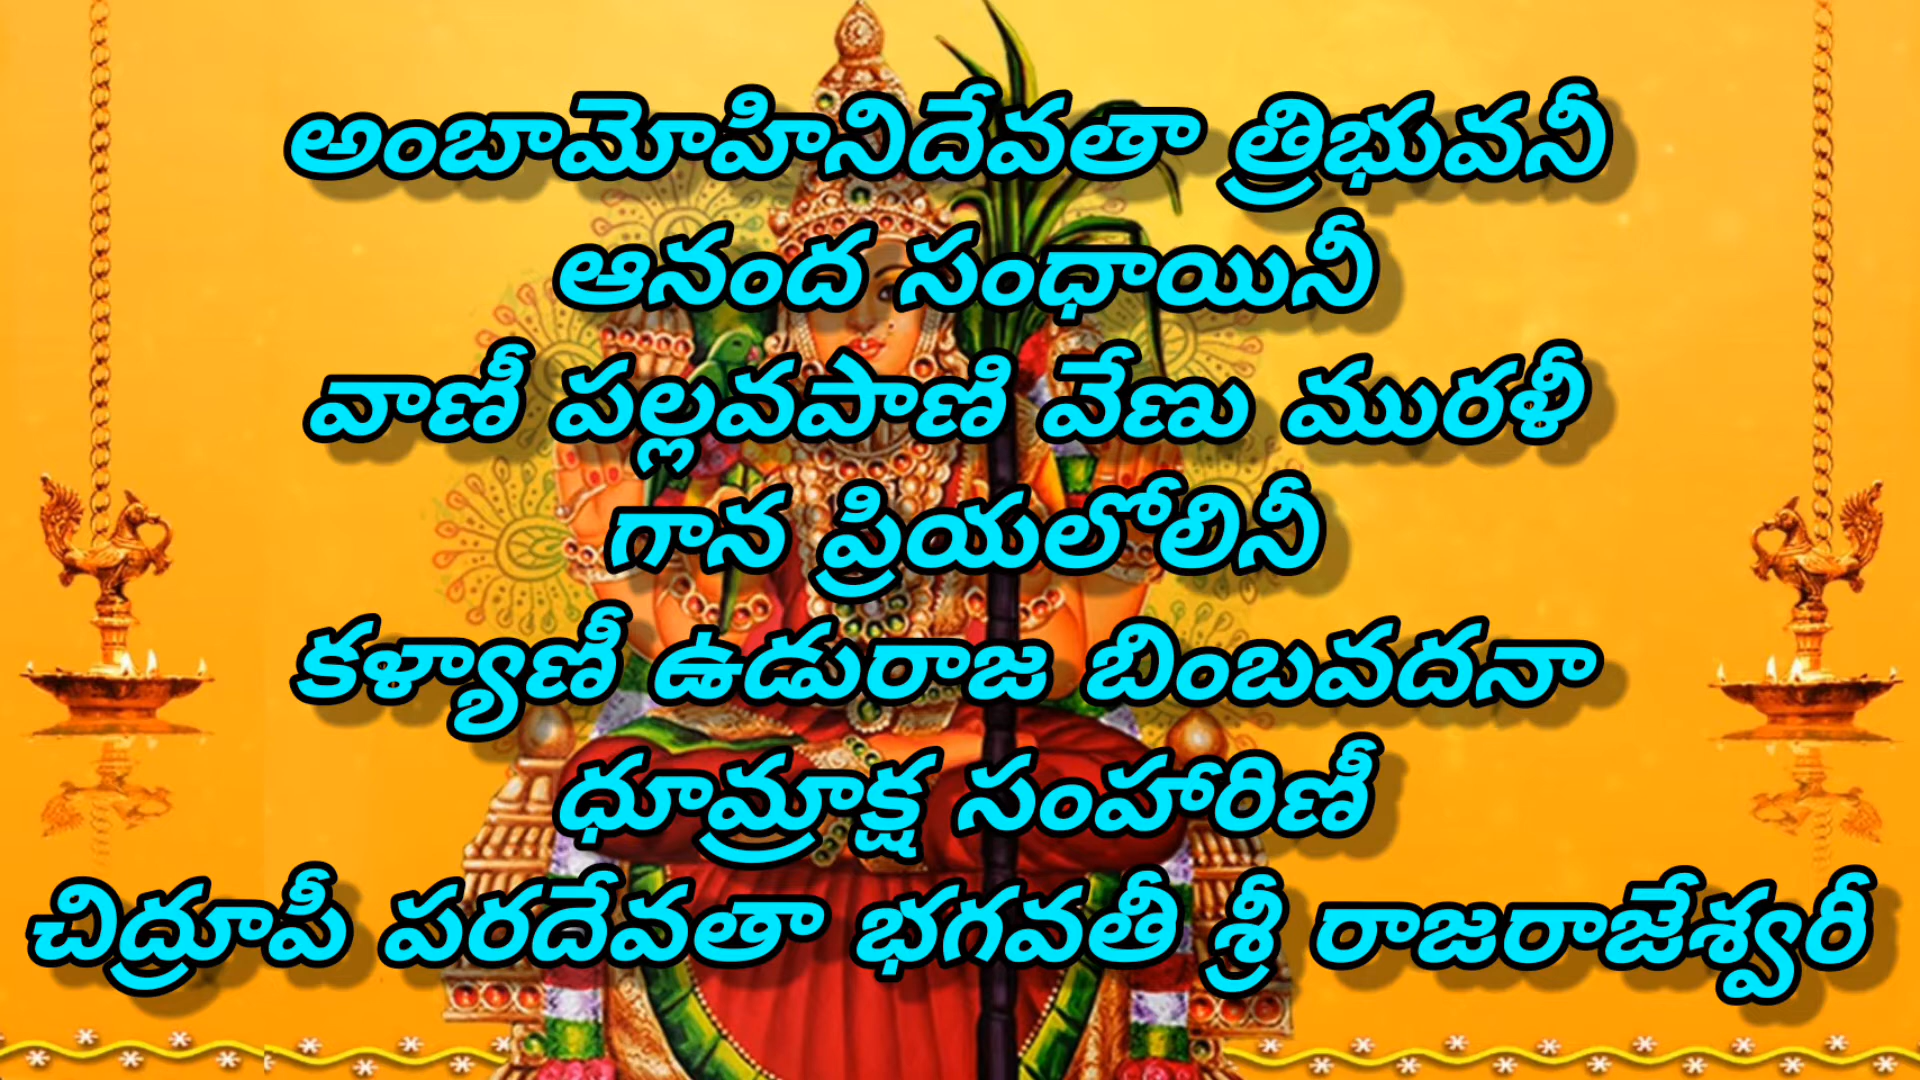 అంబామోహినిదేవతా త్రిభువనీ
ఆనంద సంధాయినీ
వాణీ పల్లవపాణి వేణు మురళీ
గాన ప్రియలోలినీ
కళ్యాణీ ఉడురాజ బింబవదనా
ధూమ్రాక్ష సంహారిణీ
చిద్రూపీ పరదేవతా భగవతీ శ్రీ రాజరాజేశ్వరీ